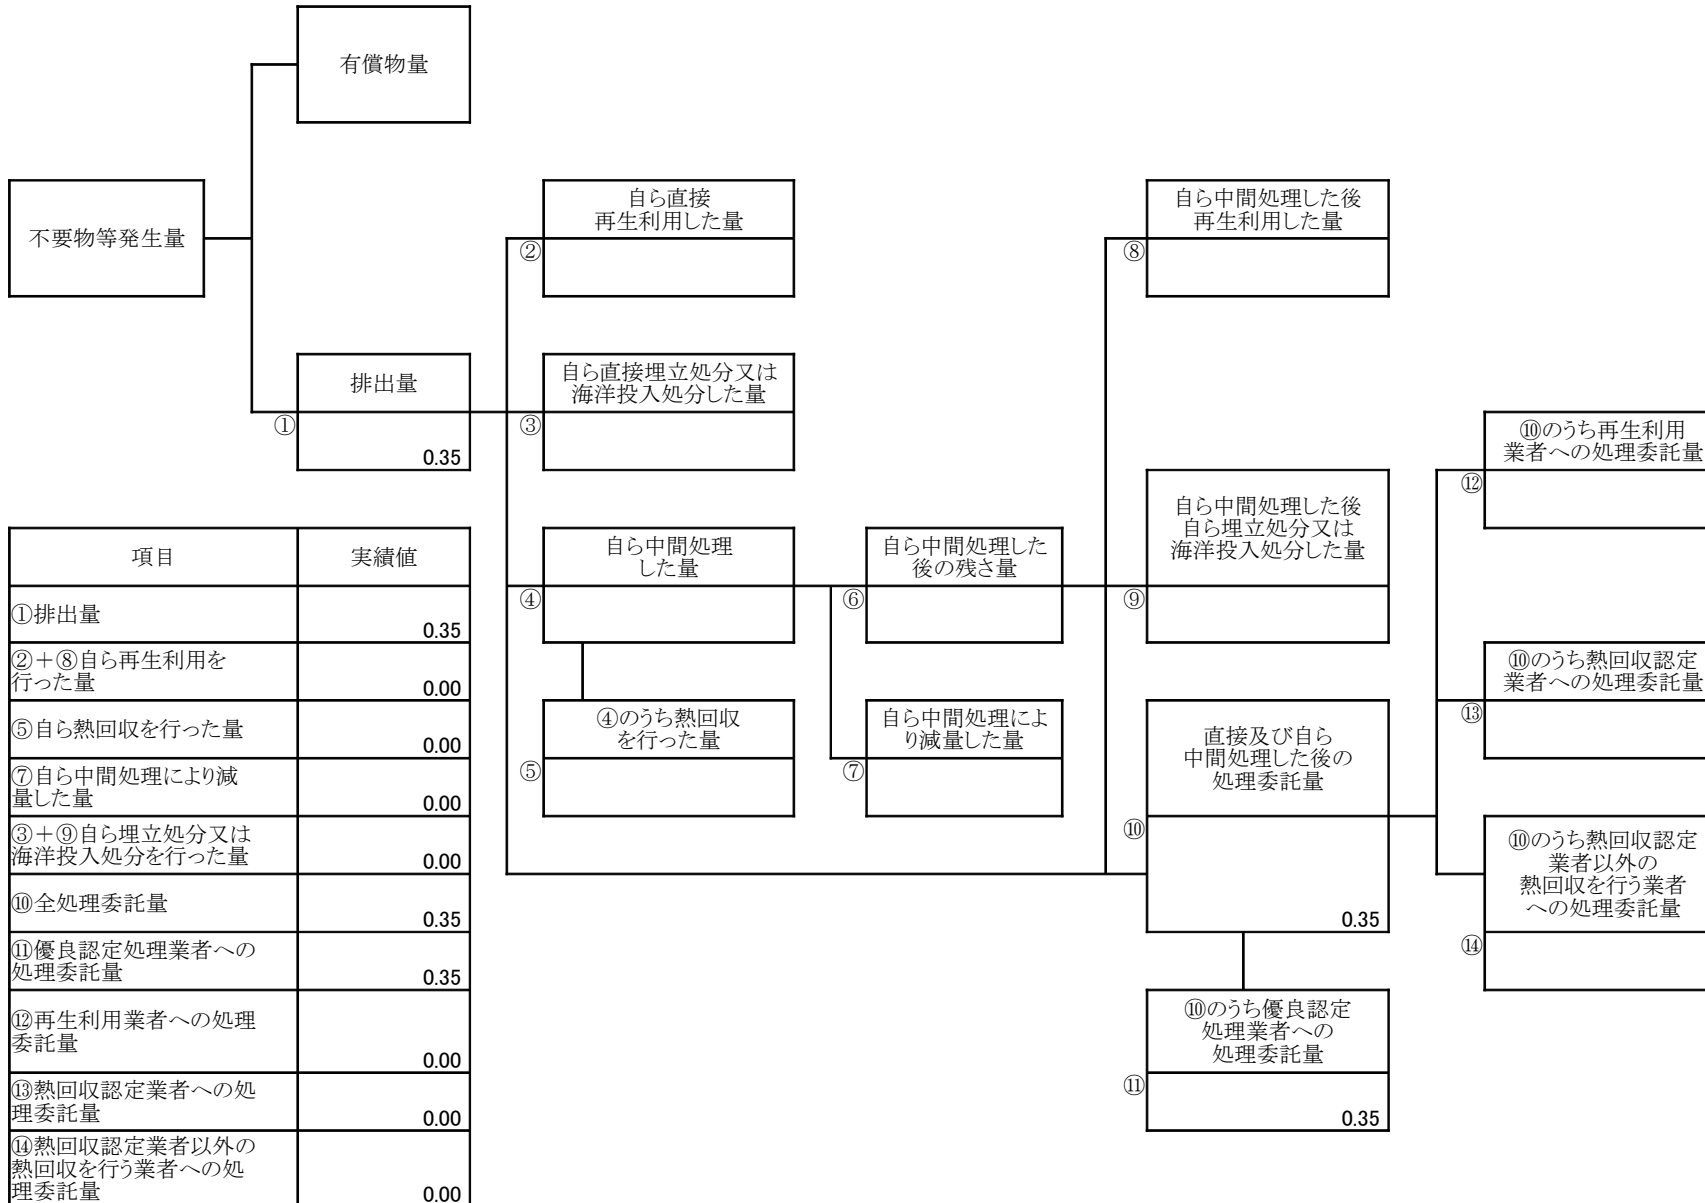 有償物量
不要物等発生量
自ら直接
再生利用した量
②
自ら中間処理した後
再生利用した量
⑧
排出量
①
0.35
自ら直接埋立処分又は
海洋投入処分した量
③
⑩のうち再生利用
業者への処理委託量
⑫
自ら中間処理
した量
④
自ら中間処理した
後の残さ量
⑥
自ら中間処理した後
自ら埋立処分又は
海洋投入処分した量
⑨
⑩のうち熱回収認定
業者への処理委託量
⑬
④のうち熱回収
を行った量
⑤
自ら中間処理によ
り減量した量
⑦
直接及び自ら
中間処理した後の
処理委託量
⑩
0.35
⑩のうち熱回収認定
業者以外の
熱回収を行う業者
への処理委託量
⑭
⑩のうち優良認定
処理業者への
処理委託量
⑪
0.35
項目 実績値
①排出量
0.35
②+⑧自ら再生利用を
行った量
0.00
⑤自ら熱回収を行った量
0.00
⑦自ら中間処理により減
量した量
0.00
③+⑨自ら埋立処分又は
海洋投入処分を行った量
0.00
⑩全処理委託量
0.35
⑪優良認定処理業者への
処理委託量
0.35
⑫再生利用業者への処理
委託量
0.00
⑬熱回収認定業者への処
理委託量
0.00
⑭熱回収認定業者以外の
熱回収を行う業者への処
理委託量
0.00